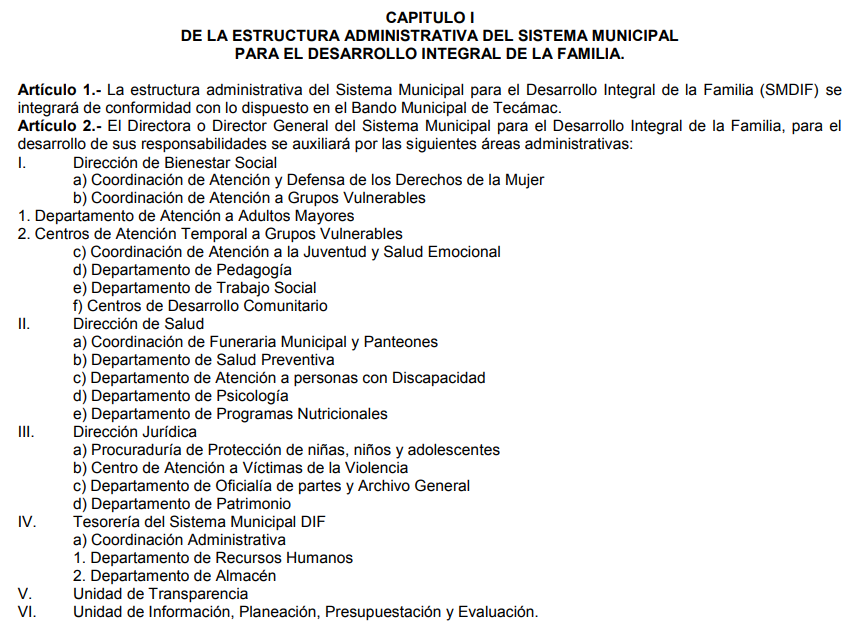 CAPITULO I
DE LA ESTRUCTURA ADMINISTRATIVA DEL SISTEMA MUNICIPAL
PARA EL DESARROLLO INTEGRAL DE LA FAMILIA.
Artículo 1.- La estructura administrativa del Sistema Municipal para el Desarrollo Integral de la Familia (SMDIF) se
integrará de conformidad con lo dispuesto en el Bando Municipal de Tecámac.
Artículo 2.- El Directora o Director General del Sistema Municipal para el Desarrollo Integral de la Familia, para el
desarrollo de sus responsabilidades se auxiliará por las siguientes áreas administrativas:
I. Dirección de Bienestar Social
a) Coordinación de Atención y Defensa de los Derechos de la Mujer
b) Coordinación de Atención a Grupos Vulnerables
1. Departamento de Atención a Adultos Mayores
2. Centros de Atención Temporal a Grupos Vulnerables
c) Coordinación de Atención a la Juventud y Salud Emocional
d) Departamento de Pedagogía
e) Departamento de Trabajo Social
f) Centros de Desarrollo Comunitario
II. Dirección de Salud
a) Coordinación de Funeraria Municipal y Panteones
b) Departamento de Salud Preventiva
c) Departamento de Atención a personas con Discapacidad
d) Departamento de Psicología
e) Departamento de Programas Nutricionales
III. Dirección Jurídica
a) Procuraduría de Protección de niñas, niños y adolescentes
b) Centro de Atención a Víctimas de la Violencia
c) Departamento de Oficialía de partes y Archivo General
d) Departamento de Patrimonio
IV. Tesorería del Sistema Municipal DIF
a) Coordinación Administrativa
1. Departamento de Recursos Humanos
2. Departamento de Almacén
V. Unidad de Transparencia
VI. Unidad de Información, Planeación, Presupuestación y Evaluación.